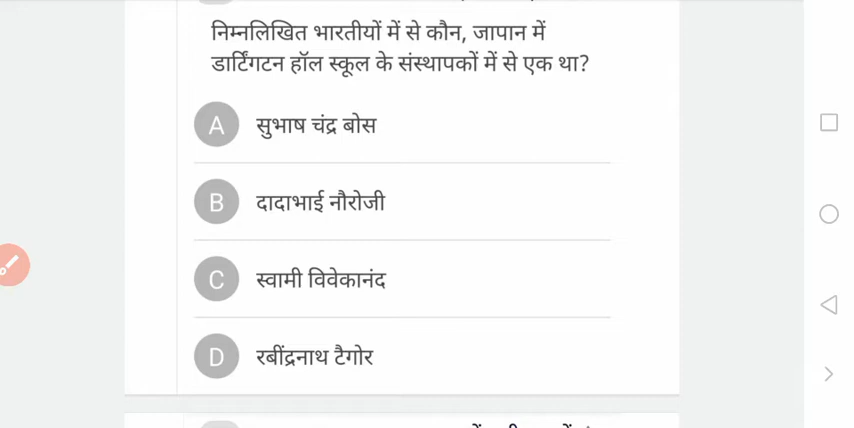 निम्नलिखित भारतीयों में से कौन, जापान में
डार्टिंगटन हॉल स्कूल के संस्थापकों में से एक था?
A सुभाष चंद्र बोस
B दादाभाई नौरोजी
C स्वामी विवेकानंद
D रबींद्रनाथ टैगोर